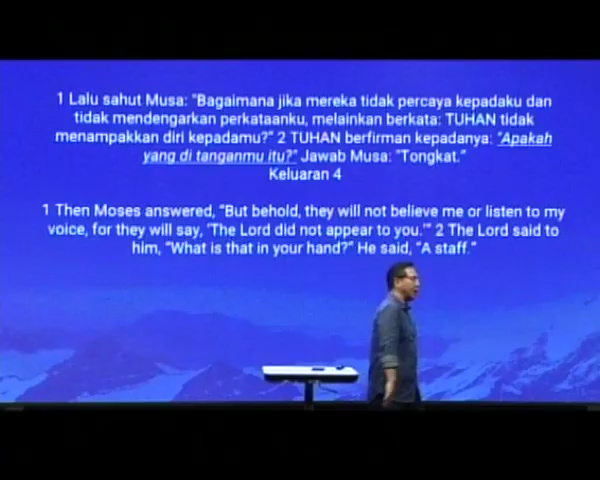 1 Lalu sahut Musa: "Bagaimana jika mereka tidak percaya kepadaku dan
tidak mendengarkan perkataanku, melainkan berkata: TUHAN tidak
menampakkan diri kepadamu?" 2 TUHAN berfirman kepadanya: "Apakah
yang di tanganmu itu?" Jawab Musa: "Tongkat."
Keluaran 4
1 Then Moses answered, “But behold, they will not believe me or listen to my
voice, for they will say, ‘The Lord did not appear to you.’” 2 The Lord said to
him, “What is that in your hand?” He said, “A staff.”